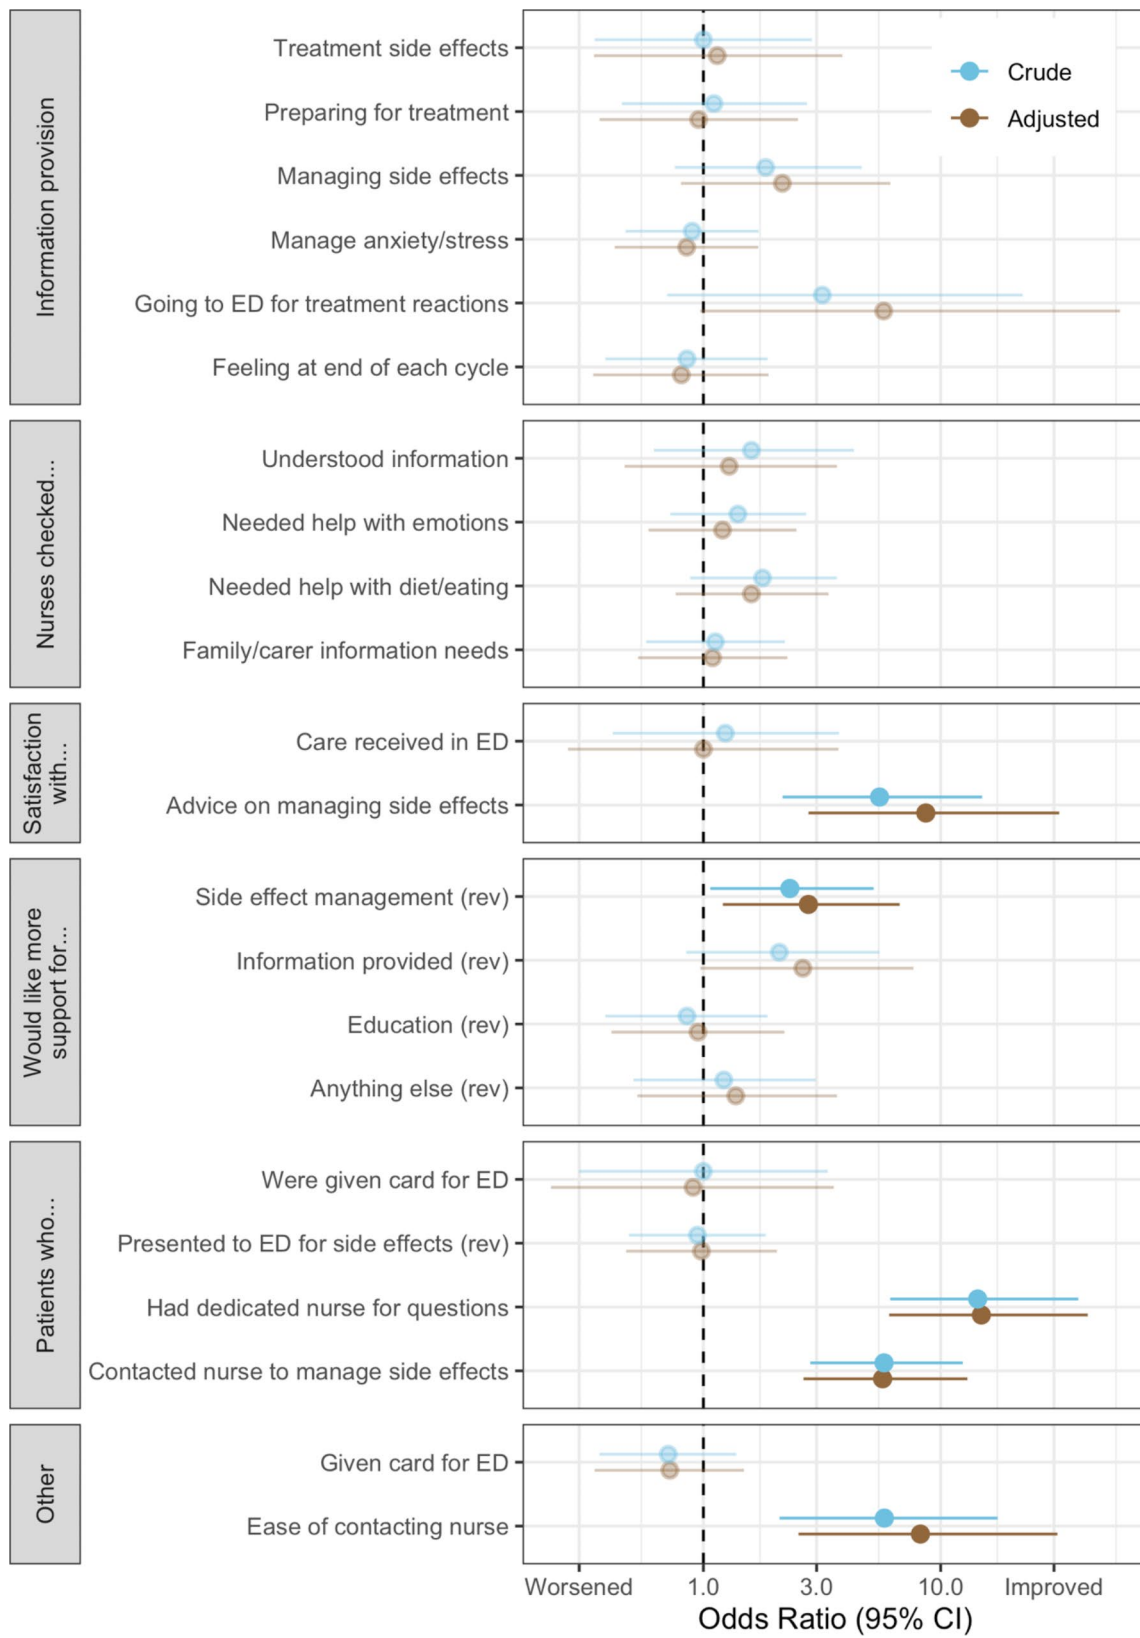 Information provision
Treatment side effects
Preparing for treatment
Managing side effects
Manage anxiety/stress
Going to ED for treatment reactions
Feeling at end of each cycle
Crude
Adjusted
Nurses checked...
Understood information
Needed help with emotions
Needed help with diet/eating
Family/carer information needs
Satisfaction
with...
Care received in ED
Advice on managing side effects
Would like more
support for...
Side effect management (rev)
Information provided (rev)
Education (rev)
Anything else (rev)
Patients who...
Were given card for ED
Presented to ED for side effects (rev)
Had dedicated nurse for questions
Contacted nurse to manage side effects
Other
Given card for ED
Ease of contacting nurse
Worsened 1.0 3.0 10.0 Improved
Odds Ratio (95% CI)